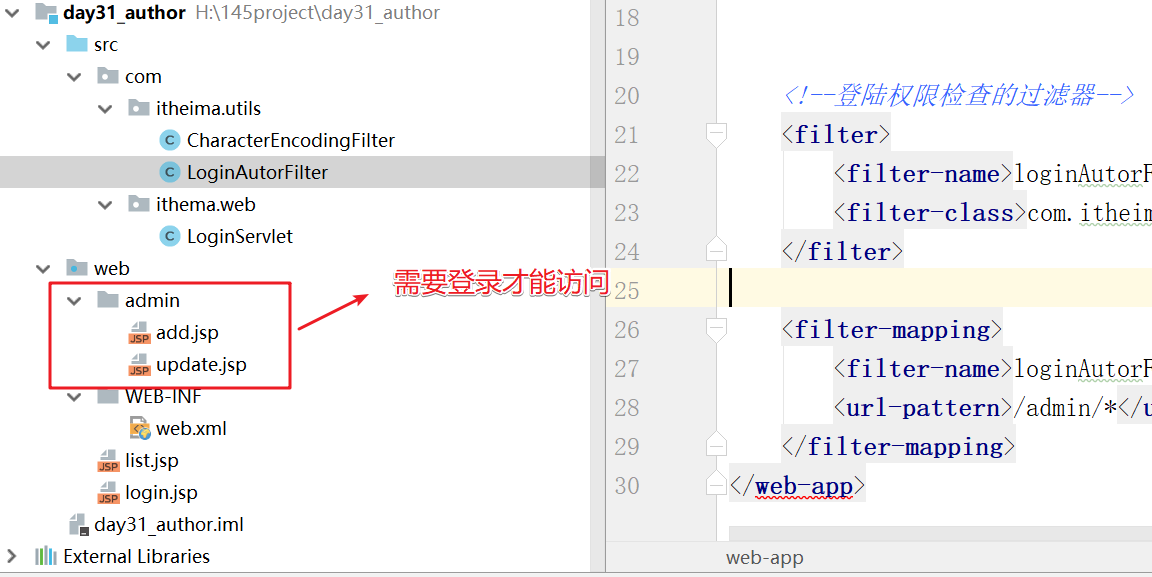 day31_author H:\145project\day31_author
src
com
itheima.utils
CharacterEncodingFilter
LoginAutorFilter
ithema.web
LoginServlet
web
admin
add.jsp
update.jsp
WEB-INF
web.xml
list.jsp
login.jsp
day31_author.iml
External Libraries
需要登录才能访问
18
19
20 <!--登陆权限检查的过滤器-->
21 <filter>
22 <filter-name>loginAutorF
23 <filter-class>com.itheim
24 </filter>
25
26 <filter-mapping>
27 <filter-name>loginAutorF
28 <url-pattern>/admin/*</u
29 </filter-mapping>
30 </web-app>
web-app